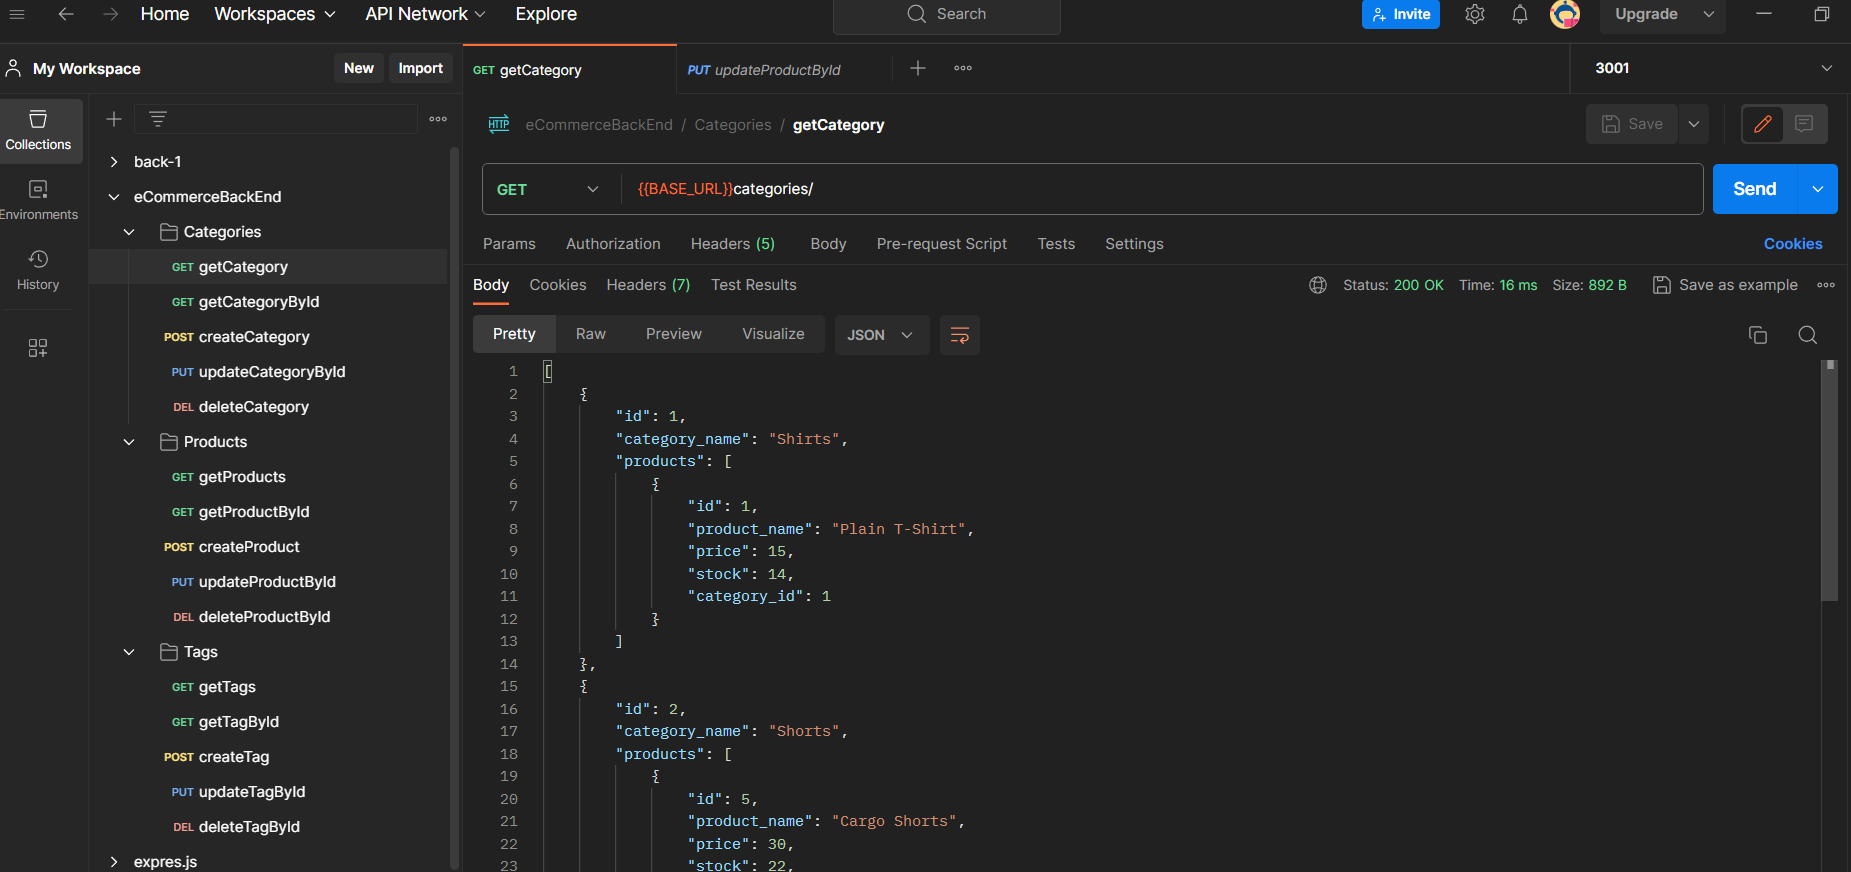 Home Workspaces API Network Explore Search Invite Upgrade
My Workspace New Import
GET getCategory PUT updateProductById 3001
Collections
Environments
History
back-1
eCommerceBackEnd
Categories
GET getCategory
GET getCategoryById
POST createCategory
PUT updateCategoryById
DEL deleteCategory
Products
GET getProducts
GET getProductById
POST createProduct
PUT updateProductById
DEL deleteProductById
Tags
GET getTags
GET getTagById
POST createTag
PUT updateTagById
DEL deleteTagById
expres.js
HTTP eCommerceBackEnd / Categories / getCategory Save
GET {{BASE_URL}}categories/ Send
Params Authorization Headers (5) Body Pre-request Script Tests Settings Cookies
Body Cookies Headers (7) Test Results Status: 200 OK Time: 16 ms Size: 892 B Save as example
Pretty Raw Preview Visualize JSON
1 [
2 {
3 "id": 1,
4 "category_name": "Shirts",
5 "products": [
6 {
7 "id": 1,
8 "product_name": "Plain T-Shirt",
9 "price": 15,
10 "stock": 14,
11 "category_id": 1
12 }
13 ]
14 },
15 {
16 "id": 2,
17 "category_name": "Shorts",
18 "products": [
19 {
20 "id": 5,
21 "product_name": "Cargo Shorts",
22 "price": 30,
23 "stock": 22,